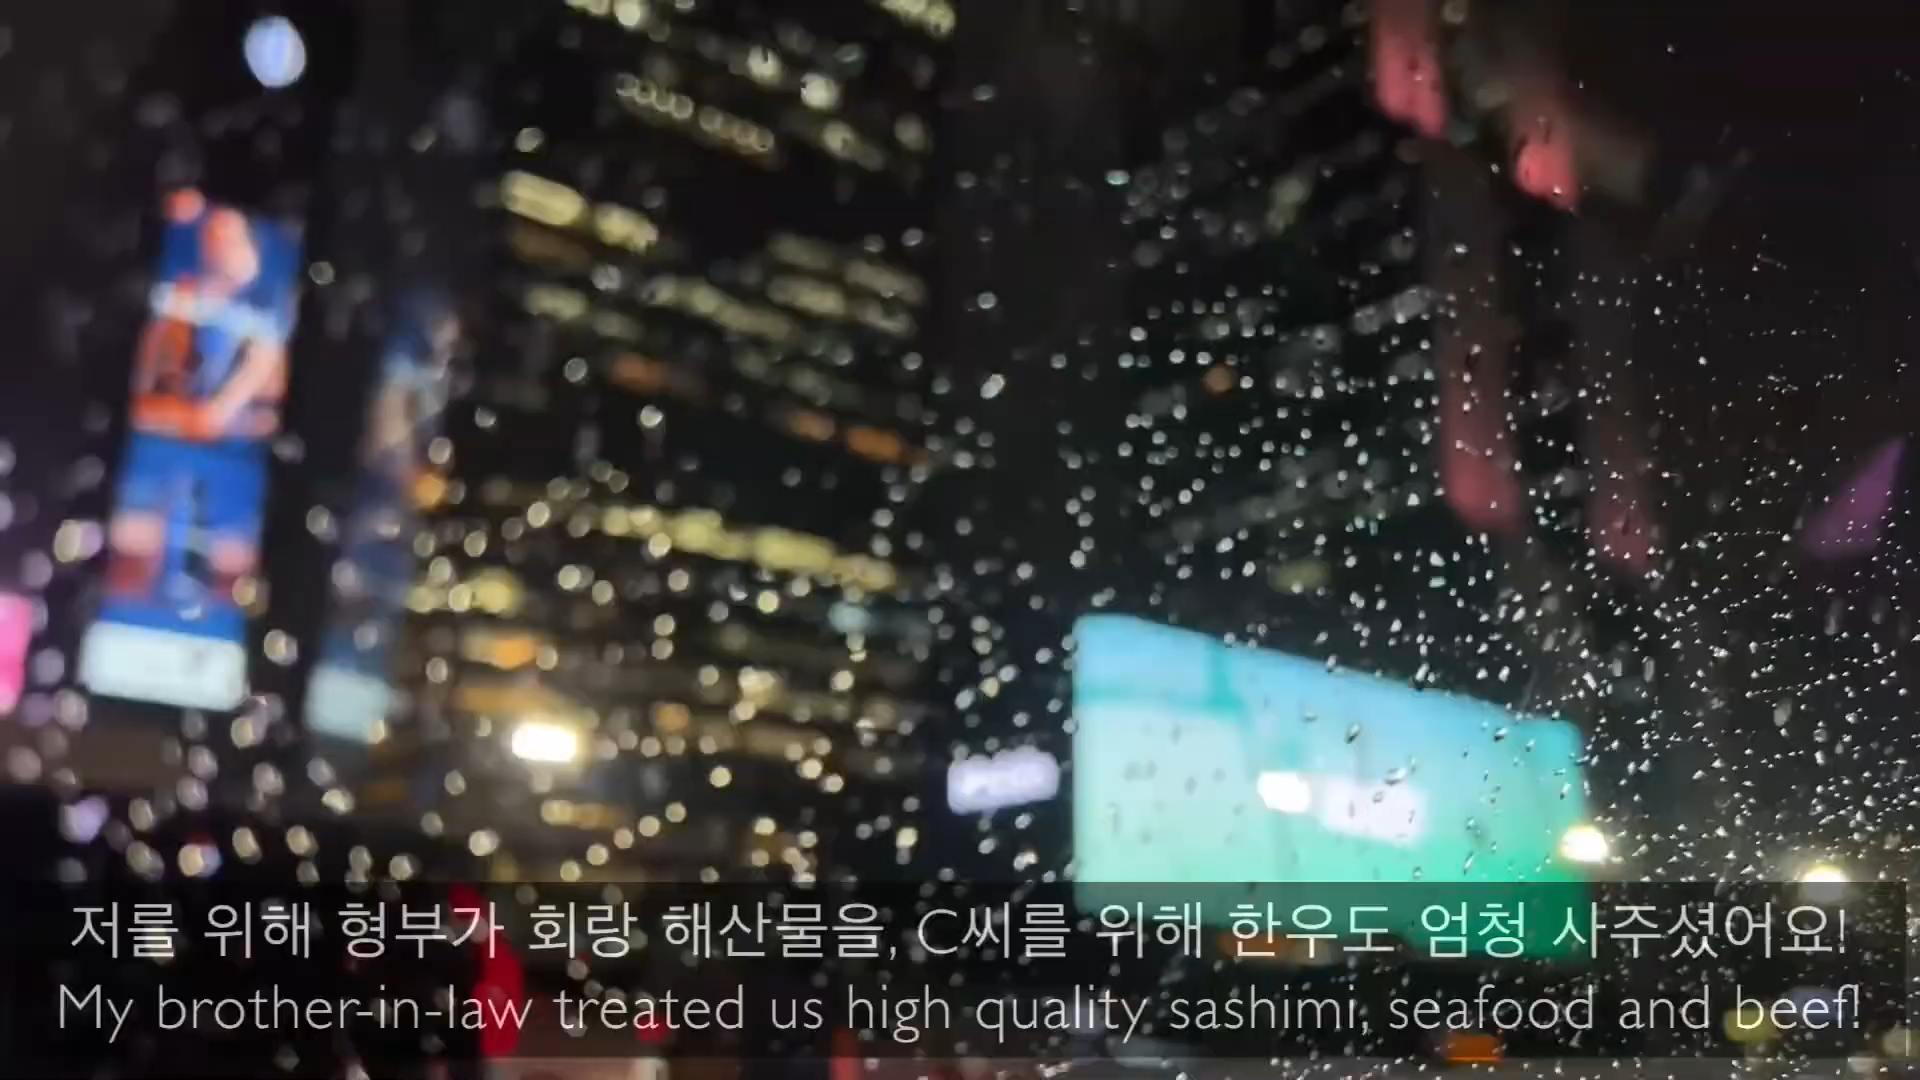 저를 위해 형부가 회랑 해산물을, C씨를 위해 한우도 엄청 사주셨어요!
My brother-in-law treated us high quality sashimi, seafood and beef!